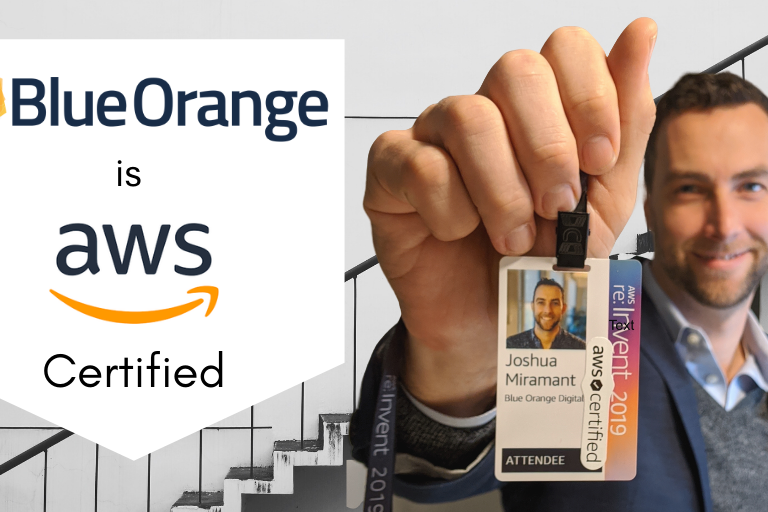 BlueOrange
is
aws
Certified
Joshua
Miramant
Blue Orange Digital
ATTENDEE
aws certified
AWS
re:Invent 2019
Text
re:Invent 2019